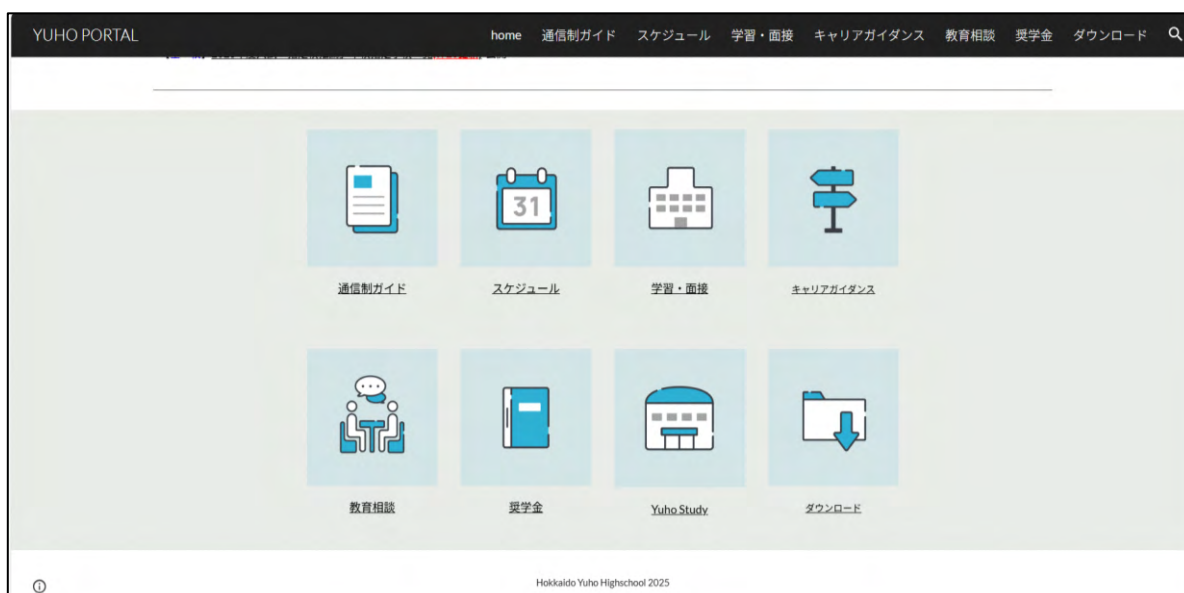 YUHO PORTAL
home 通信制ガイド スケジュール 学習・面接 キャリアガイダンス 教育相談 奨学金 ダウンロード
31
通信制ガイド スケジュール 学習・面接 キャリアガイダンス
教育相談 奨学金 Yuho Study ダウンロード
Hokkaido Yuho Highschool 2025